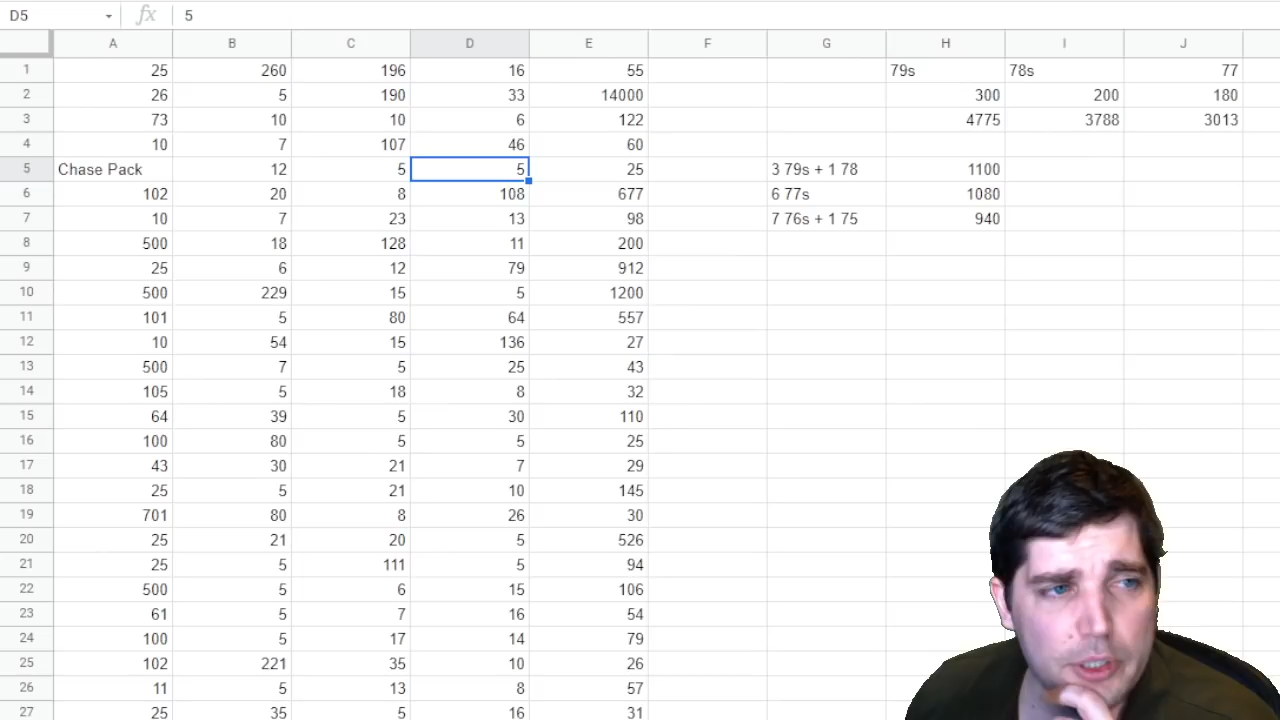 D5 fx 5
A B C D E F G H I J
1 25 260 196 16 55 79s 78s 77
2 26 5 190 33 14000 300 200 180
3 73 10 10 6 122 4775 3788 3013
4 10 7 107 46 60
5 Chase Pack 12 5 5 25 3 79s + 1 78 1100
6 102 20 8 108 677 6 77s 1080
7 10 7 23 13 98 7 76s + 1 75 940
8 500 18 128 11 200
9 25 6 12 79 912
10 500 229 15 5 1200
11 101 5 80 64 557
12 10 54 15 136 27
13 500 7 5 25 43
14 105 5 18 8 32
15 64 39 5 30 110
16 100 80 5 5 25
17 43 30 21 7 29
18 25 5 21 10 145
19 701 80 8 26 30
20 25 21 20 5 526
21 25 5 111 5 94
22 500 5 6 15 106
23 61 5 7 16 54
24 100 5 17 14 79
25 102 221 35 10 26
26 11 5 13 8 57
27 25 35 5 16 31